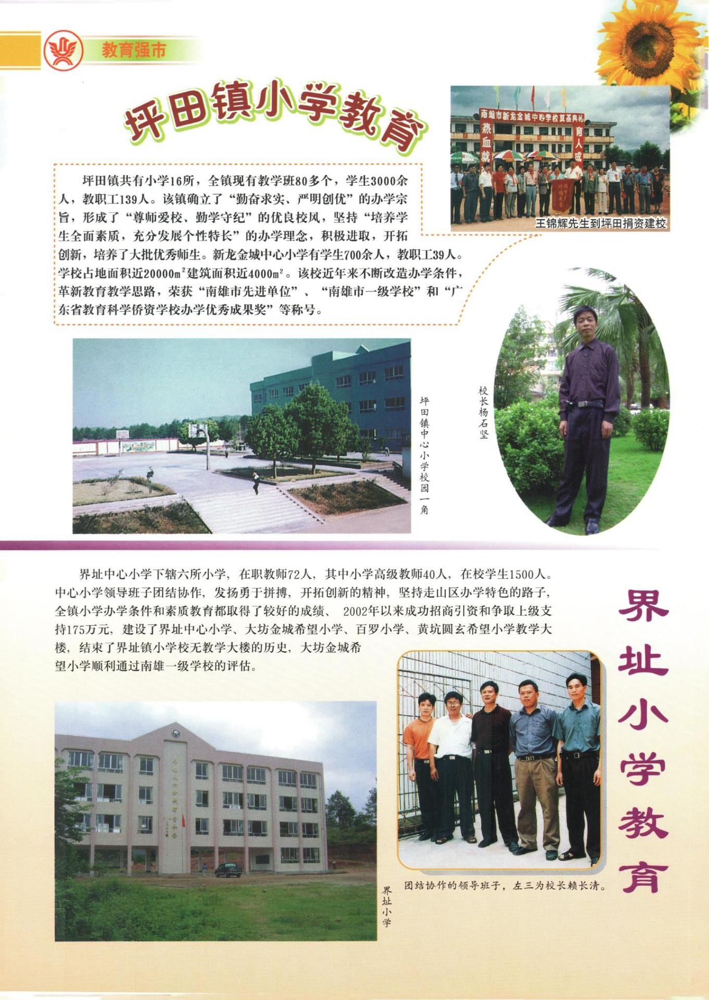 教育强市
坪田镇小学教育
南雄市新龙金城中心学校奠基典礼
热血就
育人成
王锦辉先生到坪田捐资建校
坪田镇共有小学16所，全镇现有教学班80多个，学生3000余
人，教职工139人。该镇确立了“勤奋求实、严明创优”的办学宗
旨，形成了“尊师爱校、勤学守纪”的优良校风，坚持“培养学
生全面素质，充分发展个性特长”的办学理念，积极进取，开拓
创新，培养了大批优秀师生。新龙金城中心小学有学生700余人，教职工39人。
学校占地面积近20000m²建筑面积近4000m²。该校近年来不断改造办学条件，
革新教育教学思路，荣获“南雄市先进单位”、“南雄市一级学校”和“广
东省教育科学侨资学校办学优秀成果奖”等称号。
坪田镇中心小学校园一角
校长杨石坚
界址中心小学下辖六所小学，在职教师72人，其中小学高级教师40人，在校学生1500人。
中心小学领导班子团结协作，发扬勇于拼搏，开拓创新的精神，坚持走山区办学特色的路子，
全镇小学办学条件和素质教育都取得了较好的成绩、2002年以来成功招商引资和争取上级支
持175万元，建设了界址中心小学、大坊金城希望小学、百罗小学、黄坑圆玄希望小学教学大
楼，结束了界址镇小学校无教学大楼的历史，大坊金城希
望小学顺利通过南雄一级学校的评估。
界址小学教育
界址小学
团结协作的领导班子，左三为校长赖长清。